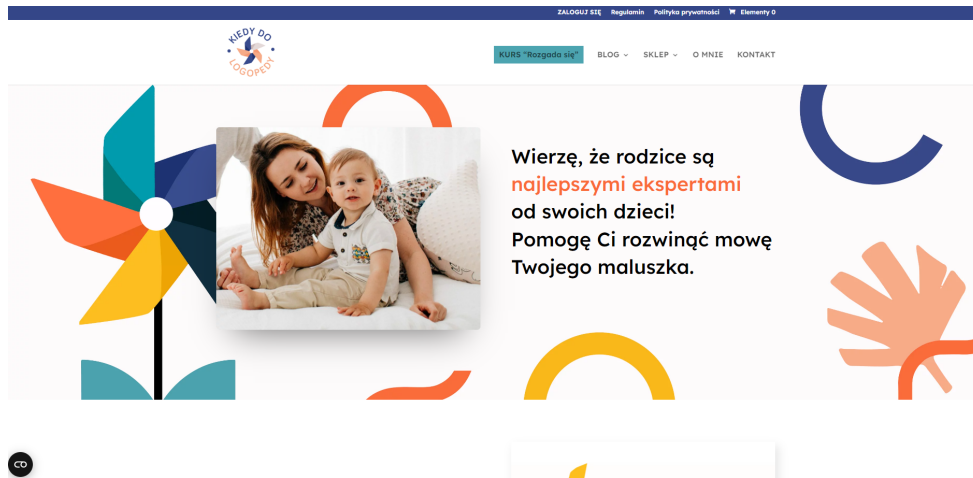 ZALOGUJ SIĘ Regulamin Polityka prywatności Elementy 0
KIEDY DO
LOGOPEDY
KURS "Rozgada się" BLOG SKLEP O MNIE KONTAKT
Wierzę, że rodzice są
najlepszymi ekspertami
od swoich dzieci!
Pomogę Ci rozwinąć mowę
Twojego maluszka.